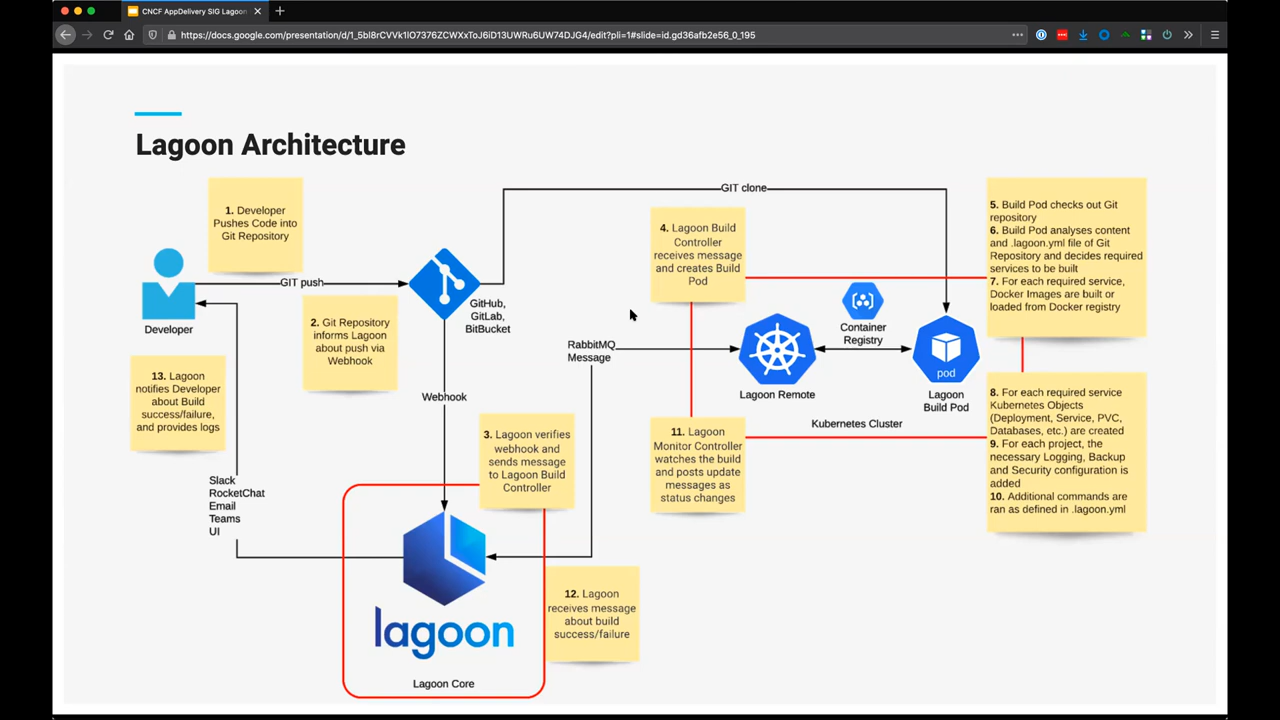 CNCF AppDelivery SIG Lagoon
https://docs.google.com/presentation/d/1_5bl8rCVVk1lO7376ZCWXxToJ6iD13UWRu6UW74DJG4/edit?pli=1#slide=id.gd36afb2e56_0_195
Lagoon Architecture
1. Developer
Pushes Code into
Git Repository
GIT push
Developer
GitHub,
GitLab,
BitBucket
2. Git Repository
informs Lagoon
about push via
Webhook
Webhook
3. Lagoon verifies
webhook and
sends message
to Lagoon Build
Controller
GIT clone
4. Lagoon Build
Controller
receives message
and creates Build
Pod
RabbitMQ
Message
Lagoon Remote
Container
Registry
pod
Lagoon
Build Pod
Kubernetes Cluster
5. Build Pod checks out Git
repository
6. Build Pod analyses content
and .lagoon.yml file of Git
Repository and decides required
services to be built
7. For each required service,
Docker Images are built or
loaded from Docker registry
8. For each required service
Kubernetes Objects
(Deployment, Service, PVC,
Databases, etc.) are created
9. For each project, the
necessary Logging, Backup
and Security configuration is
added
10. Additional commands are
ran as defined in .lagoon.yml
11. Lagoon
Monitor Controller
watches the build
and posts update
messages as
status changes
12. Lagoon
receives message
about build
success/failure
13. Lagoon
notifies Developer
about Build
success/failure,
and provides logs
Slack
RocketChat
Email
Teams
UI
lagoon
Lagoon Core